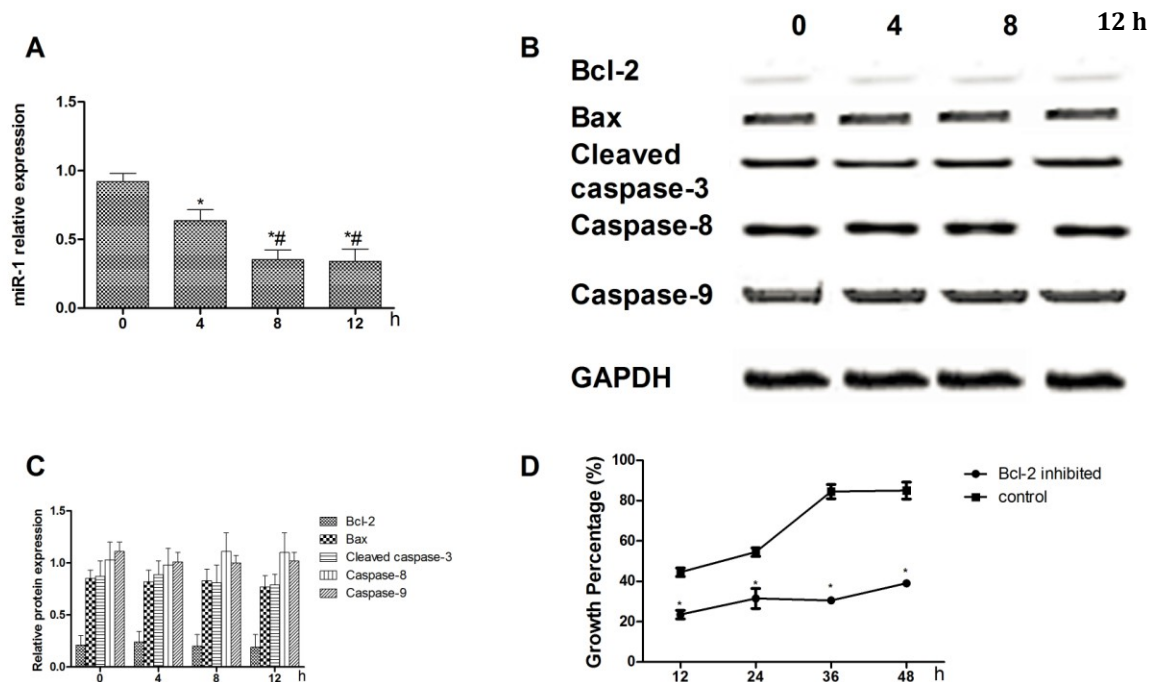 A
miR-1 relative expression
1.5
1.0
0.5
0.0
*
*#
*#
0 4 8 12 h
B
0 4 8 12 h
Bcl-2
Bax
Cleaved
caspase-3
Caspase-8
Caspase-9
GAPDH
C
Relative protein expression
1.5
1.0
0.5
0.0
0 4 8 12 h
Bcl-2
Bax
Cleaved caspase-3
Caspase-8
Caspase-9
D
Growth Percentage (%)
100
80
60
40
20
0
* * * *
12 24 36 48 h
Bcl-2 inhibited
control